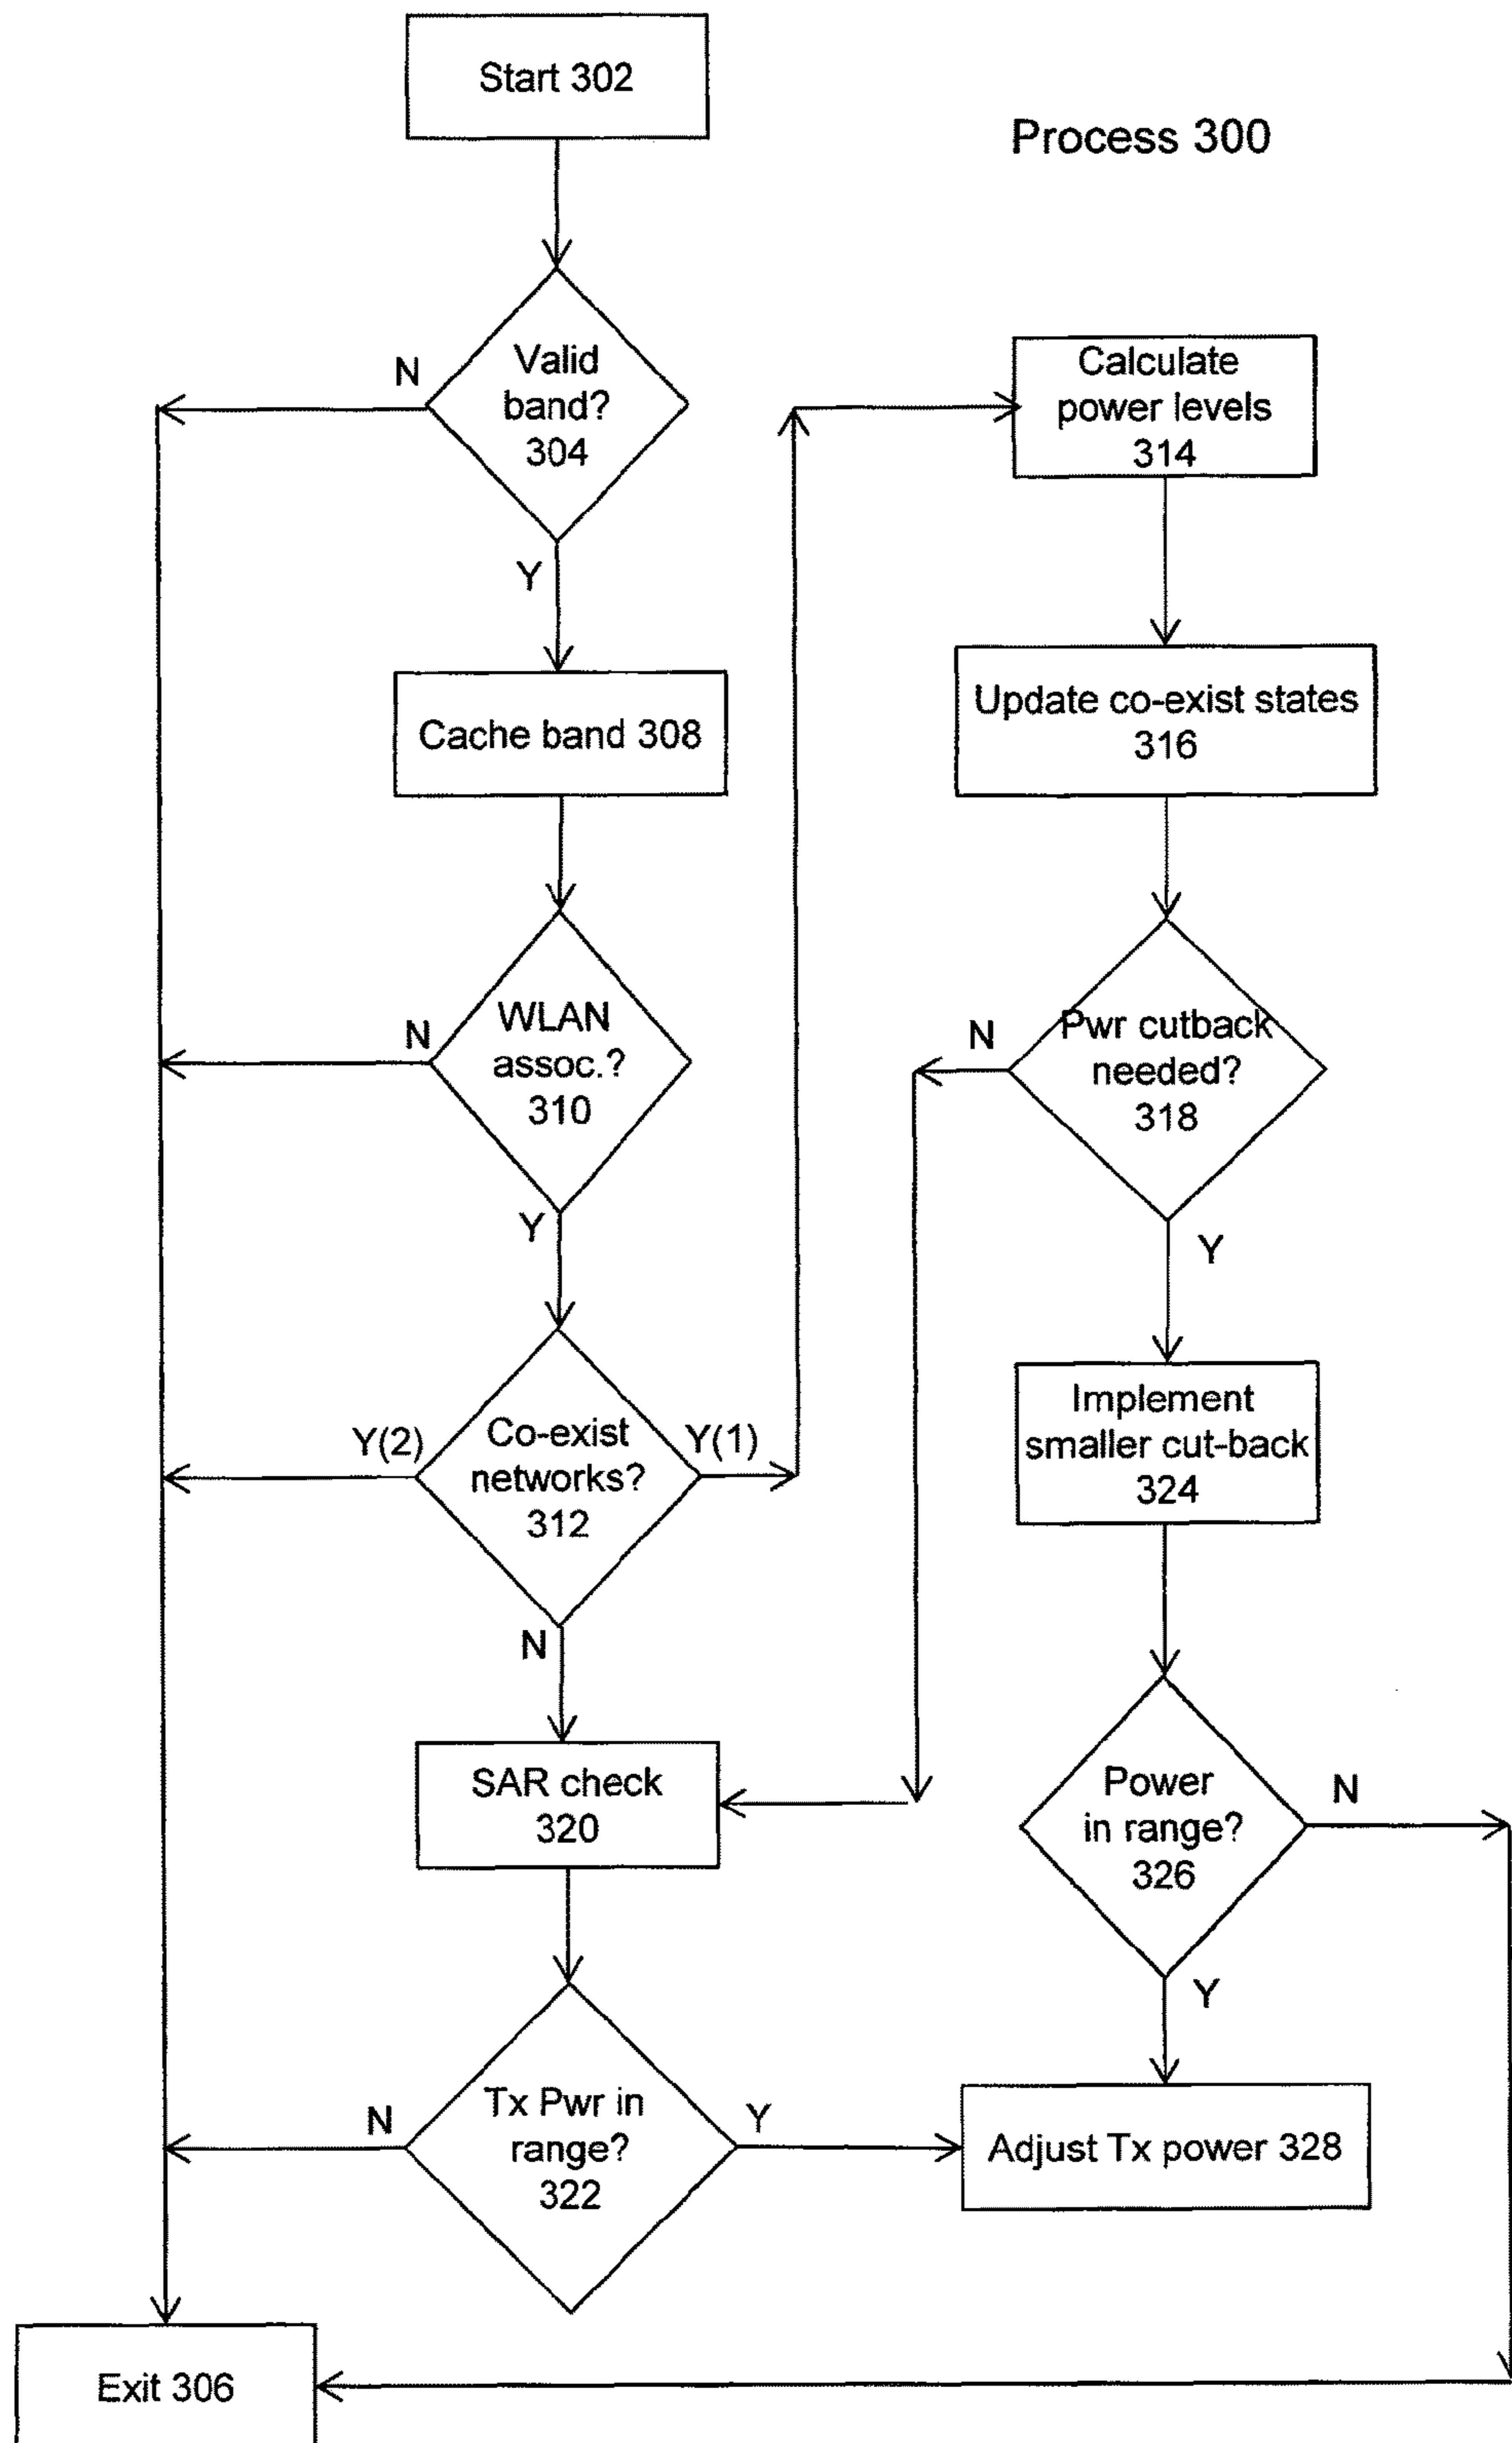 Start 302
Process 300
Valid
band?
304
N
Y
Cache band 308
WLAN
assoc.?
310
N
Y
Co-exist
networks?
312
Y(2)
Y(1)
N
Calculate
power levels
314
Update co-exist states
316
Pwr cutback
needed?
318
N
Y
Implement
smaller cut-back
324
SAR check
320
Power
in range?
326
N
Y
Tx Pwr in
range?
322
N
Y
Adjust Tx power 328
Exit 306